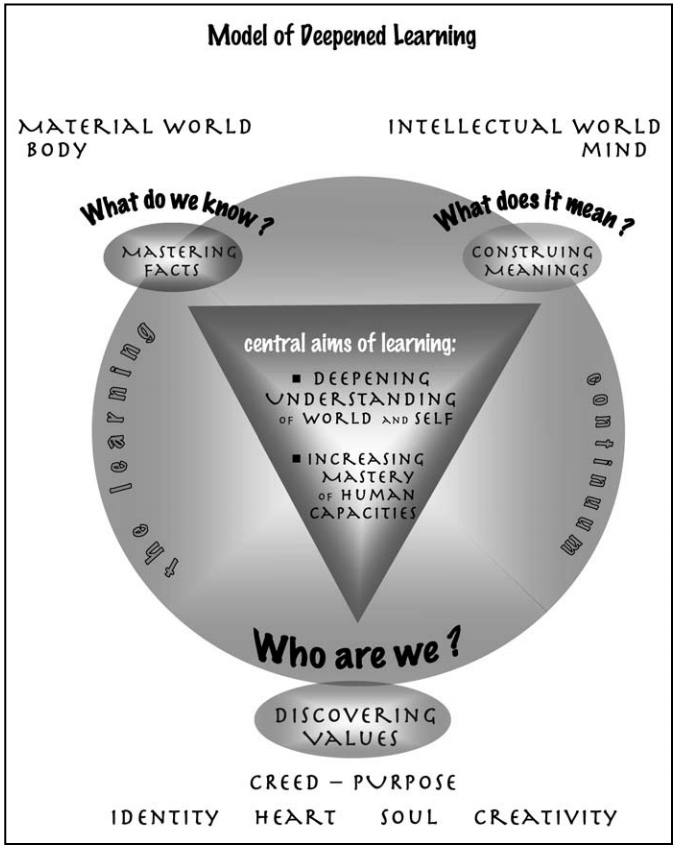 Model of Deepened Learning
MATERIAL WORLD
BODY
INTELLECTUAL WORLD
MIND
What do we know?
MASTERING
FACTS
What does it mean?
CONSTRUING
MEANINGS
the learning
continuum
central aims of learning:
▪ DEEPENING
UNDERSTANDING
OF WORLD AND SELF
▪ INCREASING
MASTERY
OF HUMAN
CAPACITIES
Who are we?
DISCOVERING
VALUES
CREED – PURPOSE
IDENTITY HEART SOUL CREATIVITY